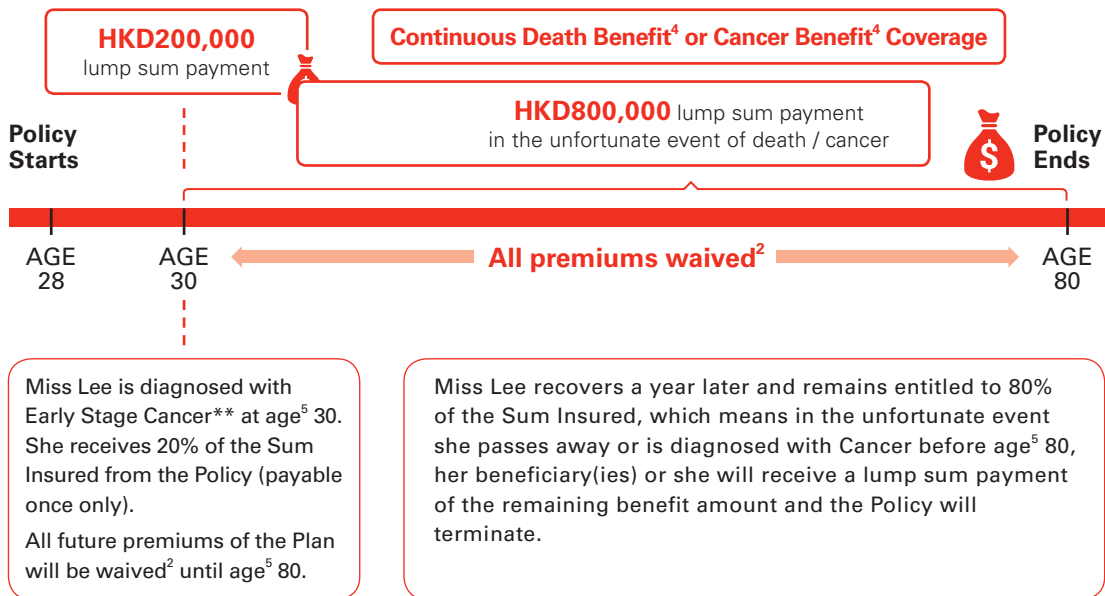 HKD200,000
lump sum payment
Continuous Death Benefit⁴ or Cancer Benefit⁴ Coverage
HKD800,000 lump sum payment
in the unfortunate event of death / cancer
Policy
Starts
$
Policy
Ends
AGE
28
AGE
30
All premiums waived²
AGE
80
Miss Lee is diagnosed with
Early Stage Cancer** at age⁵ 30.
She receives 20% of the Sum
Insured from the Policy (payable
once only).
All future premiums of the Plan
will be waived² until age⁵ 80.
Miss Lee recovers a year later and remains entitled to 80%
of the Sum Insured, which means in the unfortunate event
she passes away or is diagnosed with Cancer before age⁵ 80,
her beneficiary(ies) or she will receive a lump sum payment
of the remaining benefit amount and the Policy will
terminate.